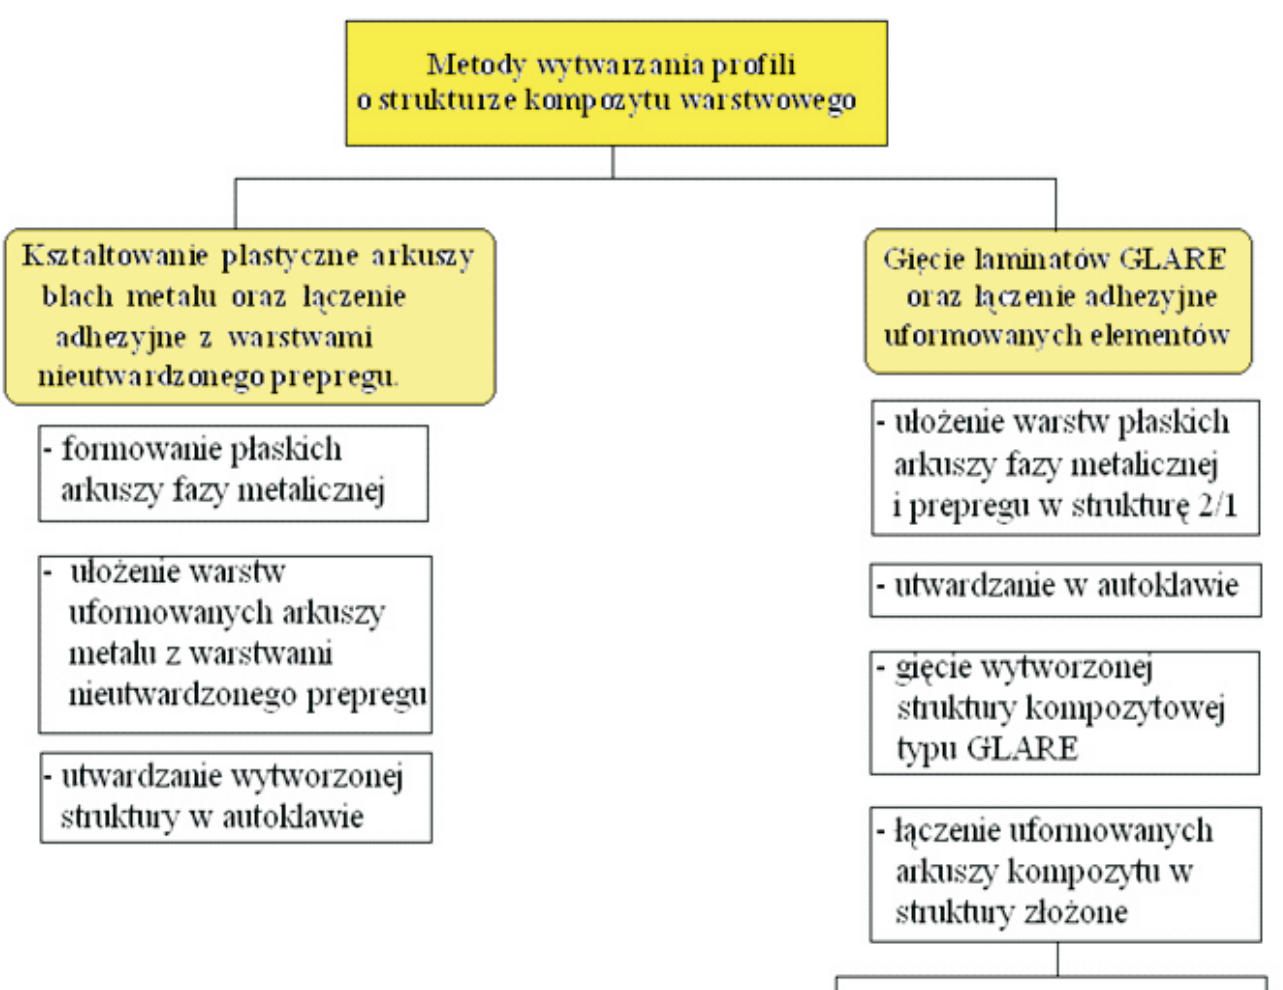 Metody wytwarzania profili
o strukturze kompozytu warstwowego
Kształtowanie plastyczne arkuszy
blach metalu oraz łączenie
adhezyjne z warstwami
nieutwardzonego prepregu.
- formowanie płaskich
arkuszy fazy metalicznej
- ułożenie warstw
uformowanych arkuszy
metalu z warstwami
nieutwardzonego prepregu
- utwardzanie wytworzonej
struktury w autoklawie
Gięcie laminatów GLARE
oraz łączenie adhezyjne
uformowanych elementów
- ułożenie warstw płaskich
arkuszy fazy metalicznej
i prepregu w strukturę 2/1
- utwardzanie w autoklawie
- gięcie wytworzonej
struktury kompozytowej
typu GLARE
- łączenie uformowanych
arkuszy kompozytu w
struktury złożone